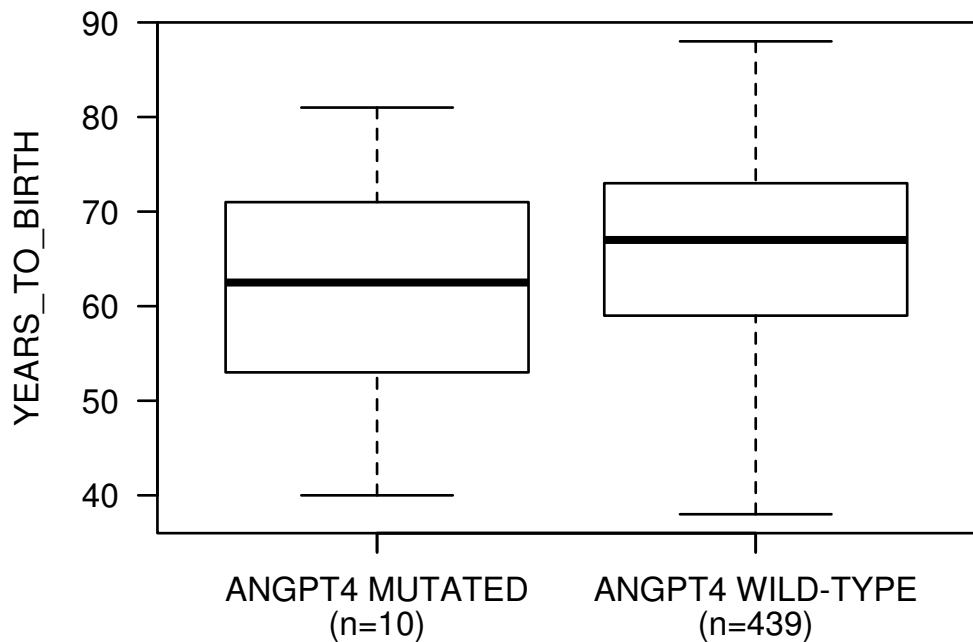 YEARS_TO_BIRTH
90
80
70
60
50
40
ANGPT4 MUTATED
(n=10)
ANGPT4 WILD-TYPE
(n=439)